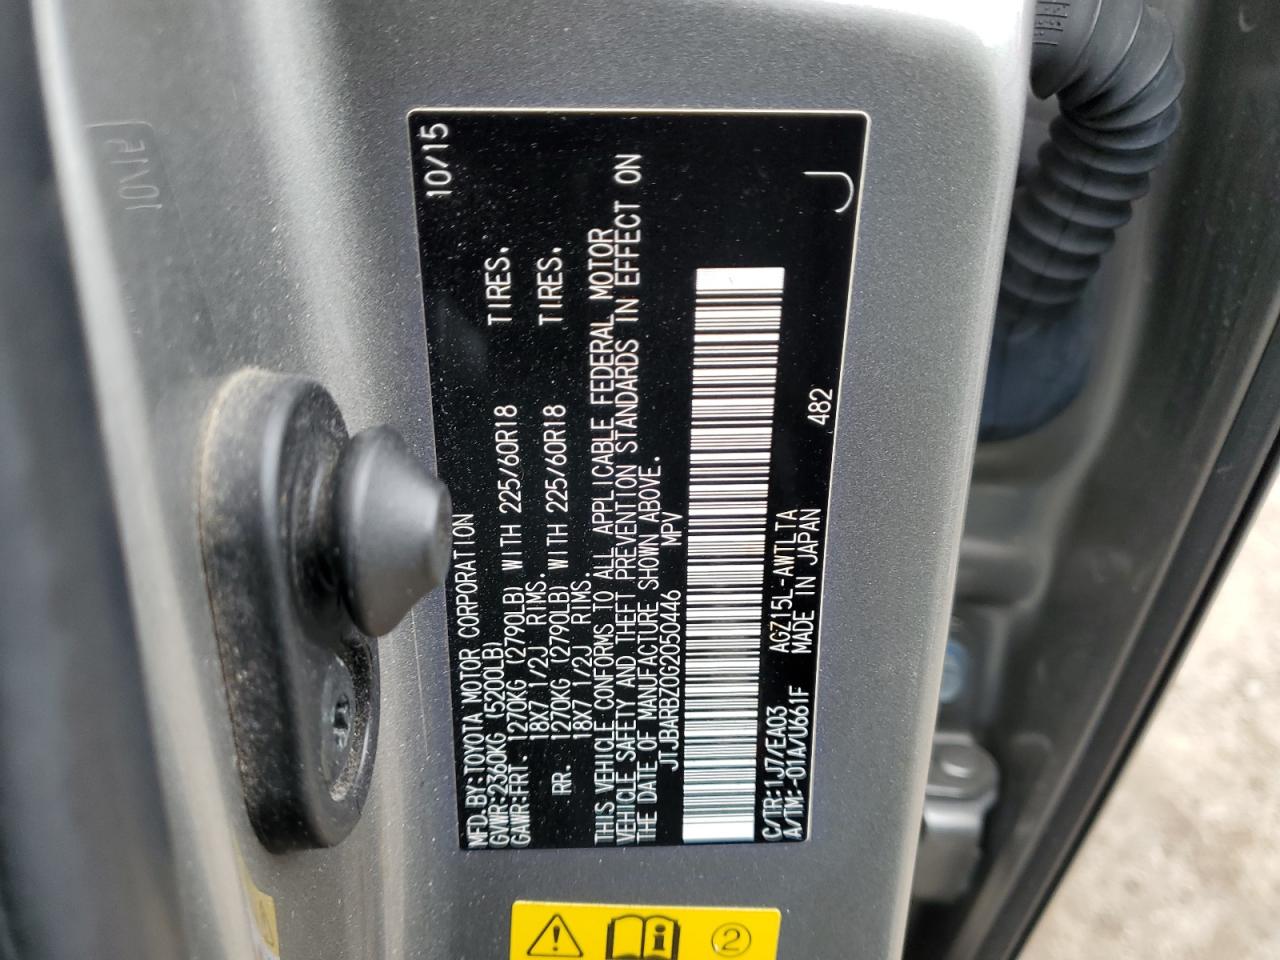 MFD.BY:TOYOTA MOTOR CORPORATION 10/15
GVWR:2360KG (5200LB)
GAWR:FRT. 1270KG (2790LB) WITH 225/60R18 TIRES.
18X7 1/2J RIMS.
RR. 1270KG (2790LB) WITH 225/60R18 TIRES.
18X7 1/2J RIMS.
THIS VEHICLE CONFORMS TO ALL APPLICABLE FEDERAL MOTOR
VEHICLE SAFETY AND THEFT PREVENTION STANDARDS IN EFFECT ON
THE DATE OF MANUFACTURE SHOWN ABOVE.
JTJBARBZ0G2050446 MPV
C/TR:1J7/EA03 AGZ15L-AWTLTA
A/TM:-01A/U661F MADE IN JAPAN 482
J
i 2